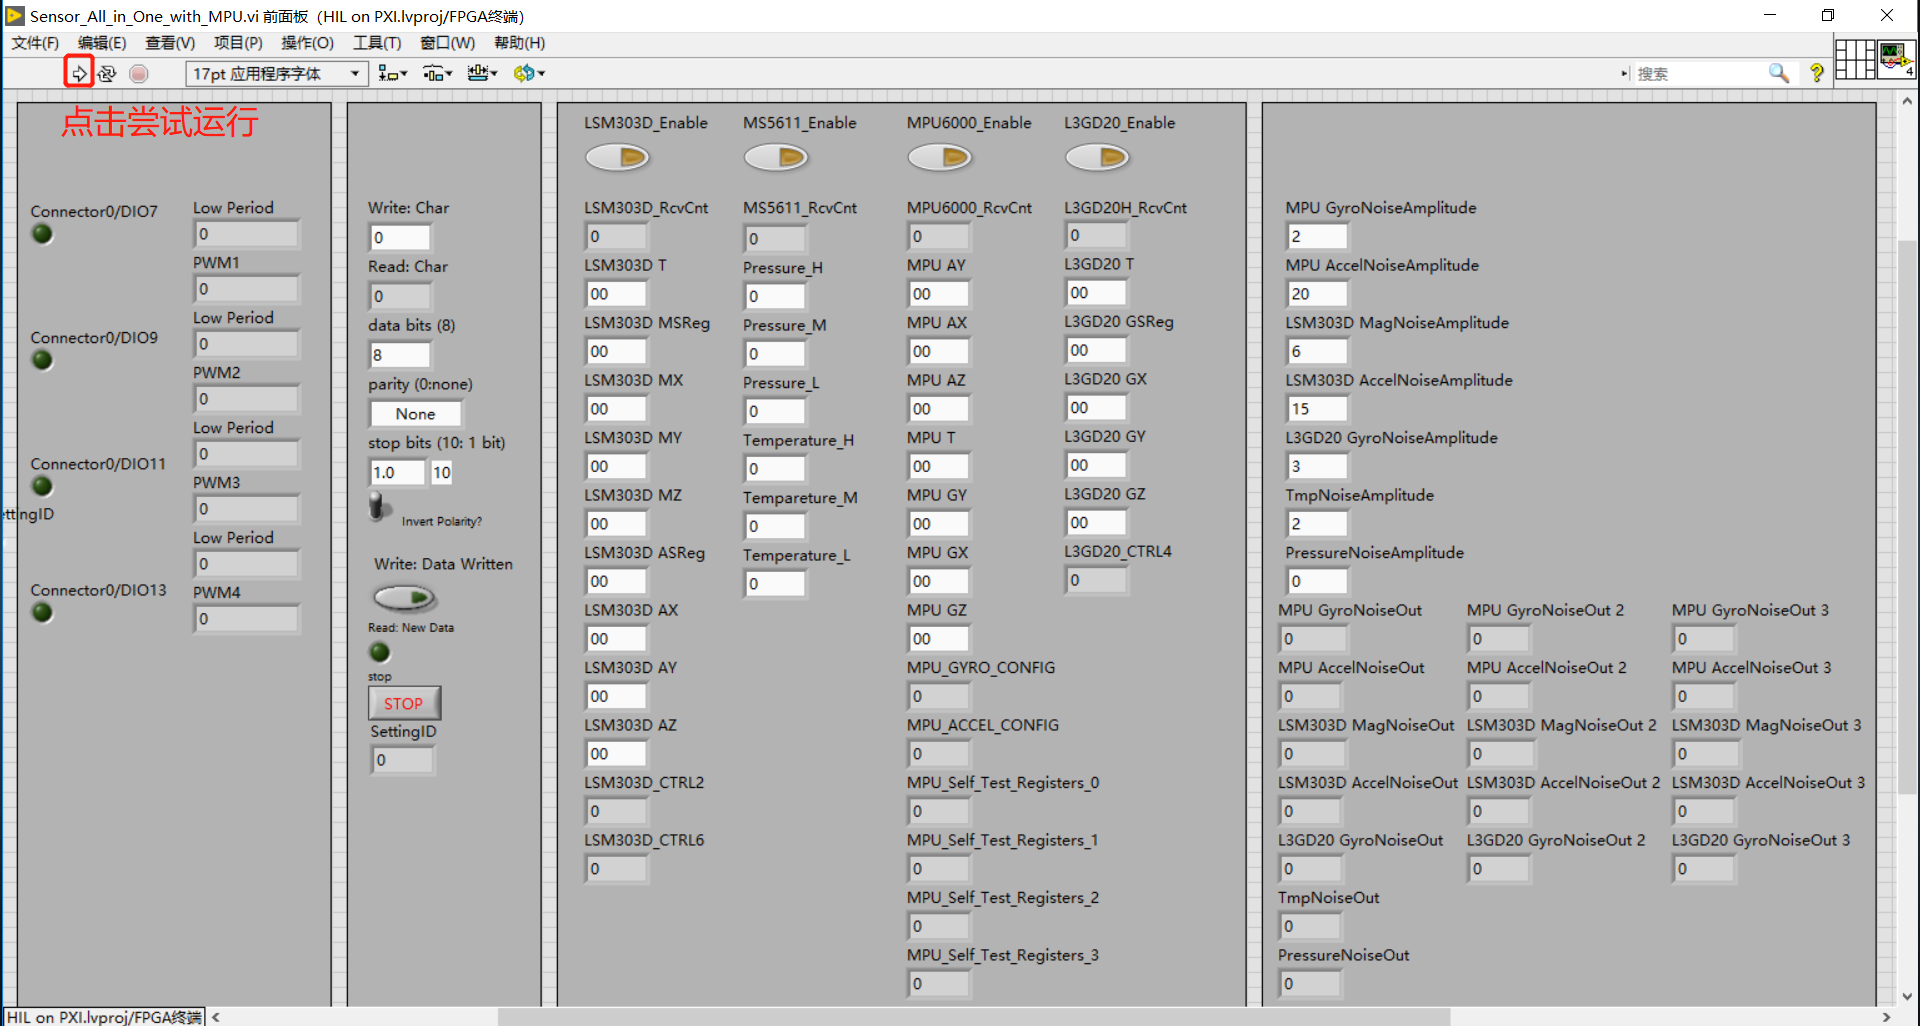 Sensor_All_in_One_with_MPU.vi 前面板 (HIL on PXI.lvproj/FPGA终端)
文件(F) 编辑(E) 查看(V) 项目(P) 操作(O) 工具(T) 窗口(W) 帮助(H)
17pt 应用程序字体
搜索
4
点击尝试运行
Connector0/DIO7
Connector0/DIO9
Connector0/DIO11
ettingID
Connector0/DIO13
Low Period
0
PWM1
0
Low Period
0
PWM2
0
Low Period
0
PWM3
0
Low Period
0
PWM4
0
Write: Char
0
Read: Char
0
data bits (8)
8
parity (0:none)
None
stop bits (10: 1 bit)
1.0 10
Invert Polarity?
Write: Data Written
Read: New Data
stop
STOP
SettingID
0
LSM303D_Enable
LSM303D_RcvCnt
0
LSM303D T
00
LSM303D MSReg
00
LSM303D MX
00
LSM303D MY
00
LSM303D MZ
00
LSM303D ASReg
00
LSM303D AX
00
LSM303D AY
00
LSM303D AZ
00
LSM303D_CTRL2
0
LSM303D_CTRL6
0
MS5611_Enable
MS5611_RcvCnt
0
Pressure_H
0
Pressure_M
0
Pressure_L
0
Temperature_H
0
Tempareture_M
0
Temperature_L
0
MPU6000_Enable
MPU6000_RcvCnt
0
MPU AY
00
MPU AX
00
MPU AZ
00
MPU T
00
MPU GY
00
MPU GX
00
MPU GZ
00
MPU_GYRO_CONFIG
0
MPU_ACCEL_CONFIG
0
MPU_Self_Test_Registers_0
0
MPU_Self_Test_Registers_1
0
MPU_Self_Test_Registers_2
0
MPU_Self_Test_Registers_3
0
L3GD20_Enable
L3GD20H_RcvCnt
0
L3GD20 T
00
L3GD20 GSReg
00
L3GD20 GX
00
L3GD20 GY
00
L3GD20 GZ
00
L3GD20_CTRL4
0
MPU GyroNoiseAmplitude
2
MPU AccelNoiseAmplitude
20
LSM303D MagNoiseAmplitude
6
LSM303D AccelNoiseAmplitude
15
L3GD20 GyroNoiseAmplitude
3
TmpNoiseAmplitude
2
PressureNoiseAmplitude
0
MPU GyroNoiseOut MPU GyroNoiseOut 2 MPU GyroNoiseOut 3
0 0 0
MPU AccelNoiseOut MPU AccelNoiseOut 2 MPU AccelNoiseOut 3
0 0 0
LSM303D MagNoiseOut LSM303D MagNoiseOut 2 LSM303D MagNoiseOut 3
0 0 0
LSM303D AccelNoiseOut LSM303D AccelNoiseOut 2 LSM303D AccelNoiseOut 3
0 0 0
L3GD20 GyroNoiseOut L3GD20 GyroNoiseOut 2 L3GD20 GyroNoiseOut 3
0 0 0
TmpNoiseOut
0
PressureNoiseOut
0
HIL on PXI.lvproj/FPGA终端